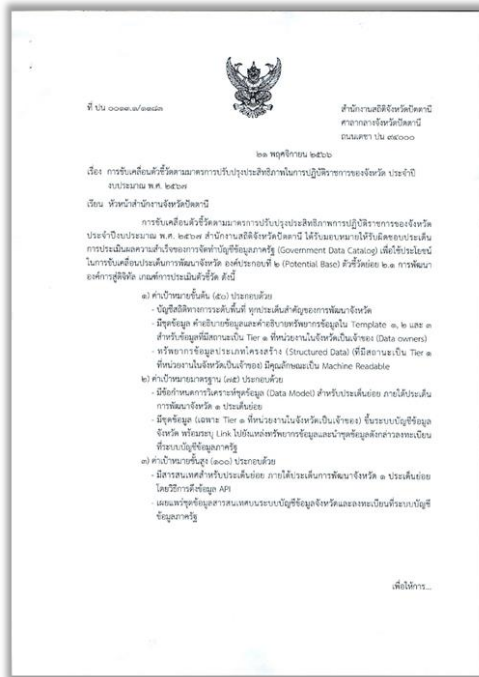 ที่ ปน ๐๐๑๓.๑/
สำนักงานสถิติจังหวัดปัตตานี
ศาลากลางจังหวัดปัตตานี
ถนนเดชา ปน ๙๔๐๐๐
๒๑ พฤศจิกายน ๒๕๖๖
เรื่อง การขับเคลื่อนตัวชี้วัดตามมาตรการปรับปรุงประสิทธิภาพในการปฏิบัติราชการของจังหวัด ประจำปี
งบประมาณ พ.ศ. ๒๕๖๗
เรียน หัวหน้าสำนักงานจังหวัดปัตตานี
การขับเคลื่อนตัวชี้วัดตามมาตรการปรับปรุงประสิทธิภาพการปฏิบัติราชการของจังหวัด
ประจำปีงบประมาณ พ.ศ. ๒๕๖๗ สำนักงานสถิติจังหวัดปัตตานี ได้รับมอบหมายให้รับผิดชอบประเด็น
การประเมินผลความสำเร็จของการจัดทำบัญชีข้อมูลภาครัฐ (Government Data Catalog) เพื่อใช้ประโยชน์
ในการขับเคลื่อนประเด็นการพัฒนาจังหวัด องค์ประกอบที่ ๒ (Potential Base) ตัวชี้วัดย่อย ๒.๑ การพัฒนา
องค์การสู่ดิจิทัล เกณฑ์การประเมินตัวชี้วัด ดังนี้
๑) ค่าเป้าหมายขั้นต้น (๕๐) ประกอบด้วย
- บัญชีสถิติทางการระดับพื้นที่ ทุกประเด็นสำคัญของการพัฒนาจังหวัด
- มีชุดข้อมูล คำอธิบายข้อมูลและคำอธิบายทรัพยากรข้อมูลใน Template ๑, ๒ และ ๓
สำหรับข้อมูลที่มีสถานะเป็น Tier ๑ ที่หน่วยงานในจังหวัดเป็นเจ้าของ (Data owners)
- ทรัพยากรข้อมูลประเภทโครงสร้าง (Structured Data) (ที่มีสถานะเป็น Tier ๑
ที่หน่วยงานในจังหวัดเป็นเจ้าของ) มีคุณลักษณะเป็น Machine Readable
๒) ค่าเป้าหมายมาตรฐาน (๗๕) ประกอบด้วย
- มีข้อกำหนดการวิเคราะห์ชุดข้อมูล (Data Model) สำหรับประเด็นย่อย ภายใต้ประเด็น
การพัฒนาจังหวัด ๑ ประเด็นย่อย
- มีชุดข้อมูล (เฉพาะ Tier ๑ ที่หน่วยงานในจังหวัดเป็นเจ้าของ) ขึ้นระบบบัญชีข้อมูล
จังหวัด พร้อมระบุ Link ไปยังแหล่งทรัพยากรข้อมูลและนำชุดข้อมูลดังกล่าวลงทะเบียน
ที่ระบบบัญชีข้อมูลภาครัฐ
๓) ค่าเป้าหมายขั้นสูง (๑๐๐) ประกอบด้วย
- มีสารสนเทศสำหรับประเด็นย่อย ภายใต้ประเด็นการพัฒนาจังหวัด ๑ ประเด็นย่อย
โดยวิธีการดึงข้อมูล API
- เผยแพร่ชุดข้อมูลสารสนเทศบนระบบบัญชีข้อมูลจังหวัดและลงทะเบียนที่ระบบบัญชี
ข้อมูลภาครัฐ
เพื่อให้การ...